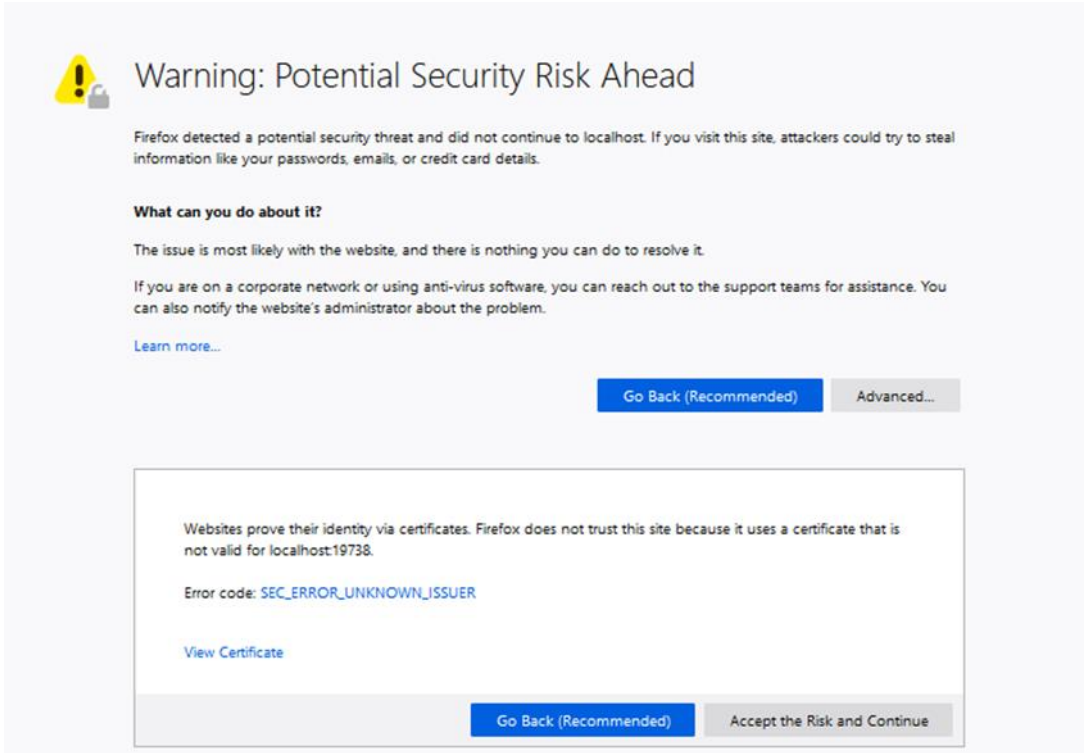 Warning: Potential Security Risk Ahead
Firefox detected a potential security threat and did not continue to localhost. If you visit this site, attackers could try to steal
information like your passwords, emails, or credit card details.
What can you do about it?
The issue is most likely with the website, and there is nothing you can do to resolve it.
If you are on a corporate network or using anti-virus software, you can reach out to the support teams for assistance. You
can also notify the website's administrator about the problem.
Learn more...
Go Back (Recommended) Advanced...
Websites prove their identity via certificates. Firefox does not trust this site because it uses a certificate that is
not valid for localhost:19738.
Error code: SEC_ERROR_UNKNOWN_ISSUER
View Certificate
Go Back (Recommended) Accept the Risk and Continue